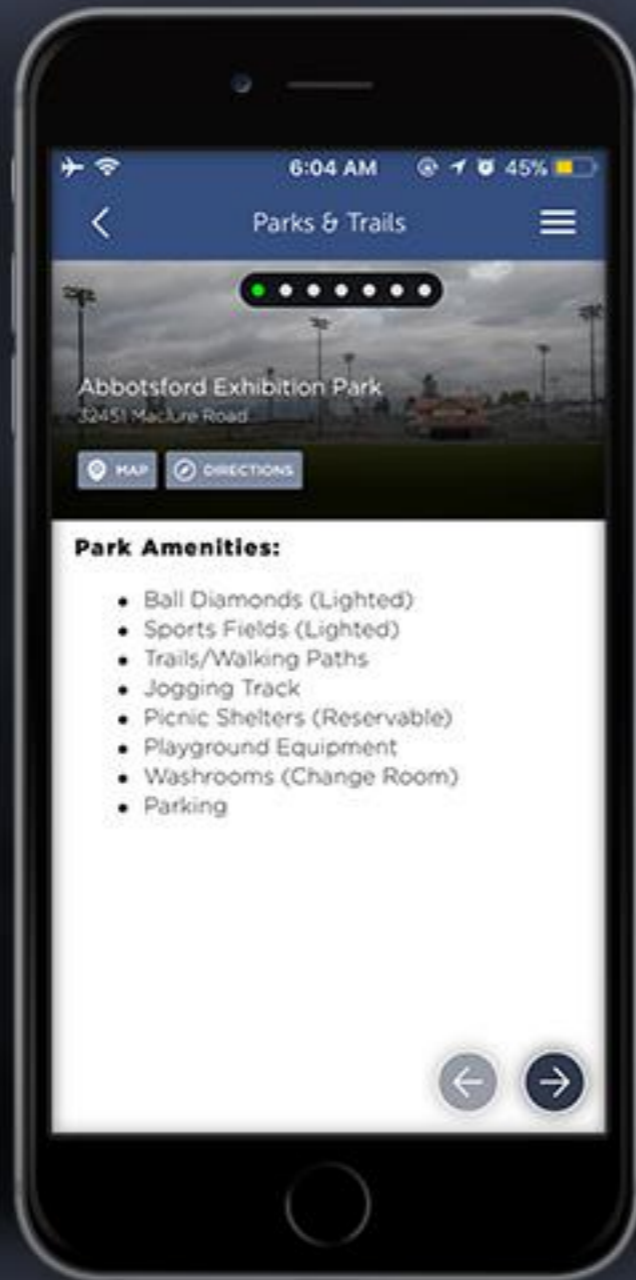 6:04 AM 45%
Parks & Trails
Abbotsford Exhibition Park
32451 Maclure Road
MAP DIRECTIONS
Park Amenities:
• Ball Diamonds (Lighted)
• Sports Fields (Lighted)
• Trails/Walking Paths
• Jogging Track
• Picnic Shelters (Reservable)
• Playground Equipment
• Washrooms (Change Room)
• Parking